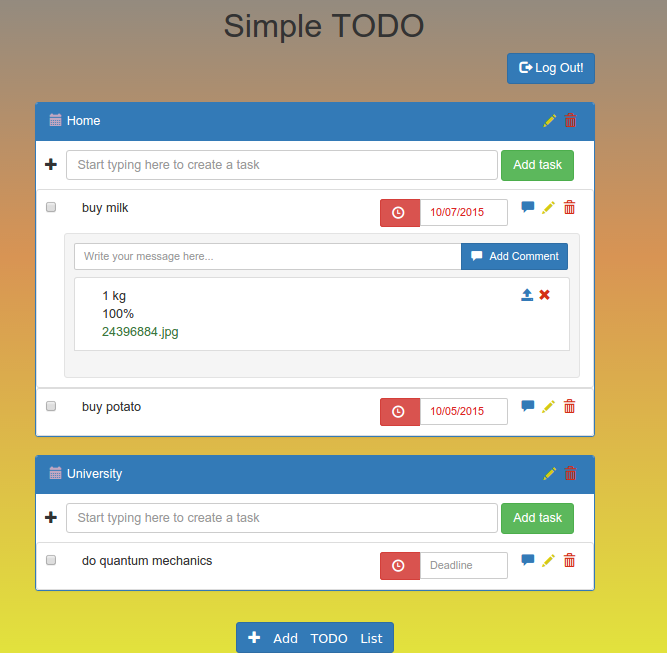 Simple TODO
Log Out!
Home
Start typing here to create a task
Add task
buy milk
10/07/2015
Write your message here...
Add Comment
1 kg
100%
24396884.jpg
buy potato
10/05/2015
University
Start typing here to create a task
Add task
do quantum mechanics
Deadline
Add TODO List